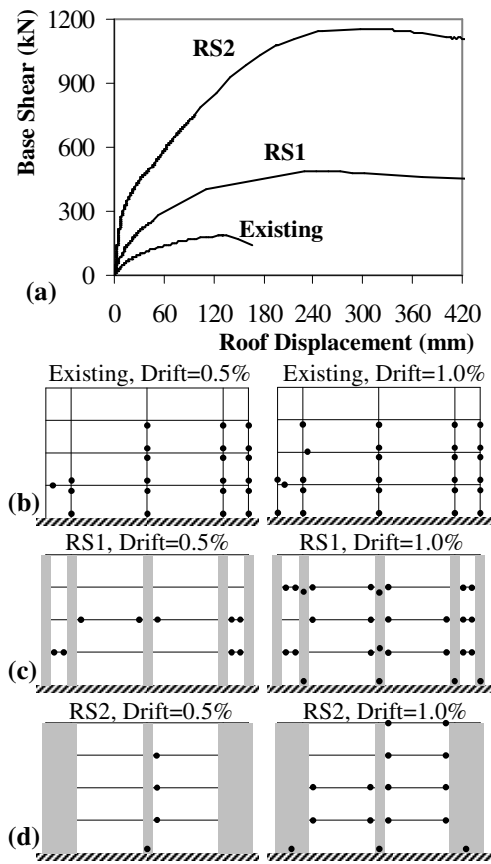 1200
900
600
300
0
Base Shear (kN)
RS2
RS1
Existing
(a)
0 60 120 180 240 300 360 420
Roof Displacement (mm)
Existing, Drift=0.5% Existing, Drift=1.0%
(b)
RS1, Drift=0.5% RS1, Drift=1.0%
(c)
RS2, Drift=0.5% RS2, Drift=1.0%
(d)